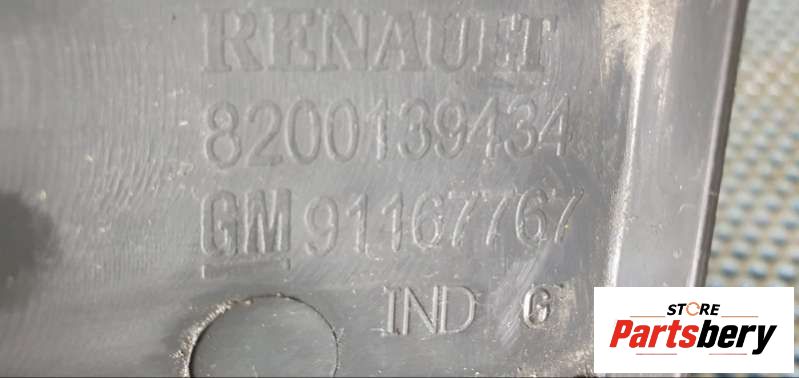 RENAULT
8200139434
GM 91167767
IND G
STORE
Partsbery